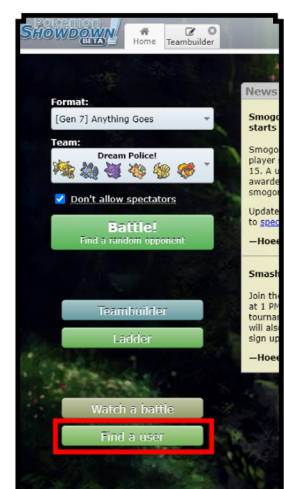 Pokémon
SHOWDOWN
BETA
Home
Teambuilder
News
Format:
[Gen 7] Anything Goes
Team:
Dream Police!
Don't allow spectators
Battle!
Find a random opponent
Teambuilder
Ladder
Watch a battle
Find a user
Smogo
starts
Smogo
player
15. A u
awarde
smogo
Update
to spec
—Hoe
Smash
Join the
at 1 PM
tournam
will also
sign up
—Hoe